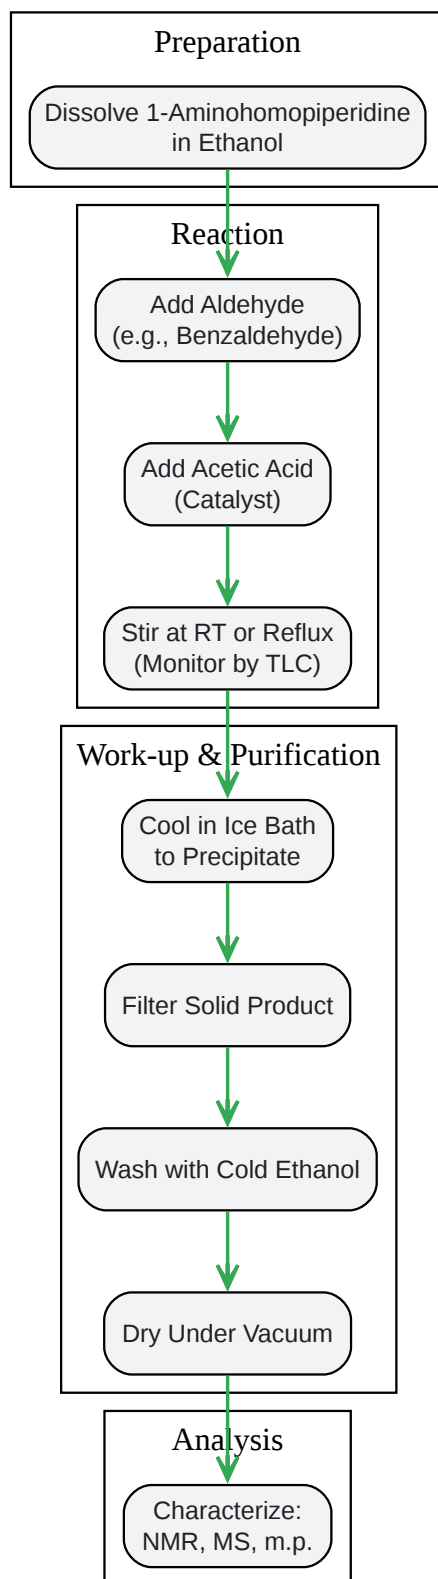 Preparation
Dissolve 1-Aminohomopiperidine
in Ethanol
Reaction
Add Aldehyde
(e.g., Benzaldehyde)
Add Acetic Acid
(Catalyst)
Stir at RT or Reflux
(Monitor by TLC)
Work-up & Purification
Cool in Ice Bath
to Precipitate
Filter Solid Product
Wash with Cold Ethanol
Dry Under Vacuum
Analysis
Characterize:
NMR, MS, m.p.